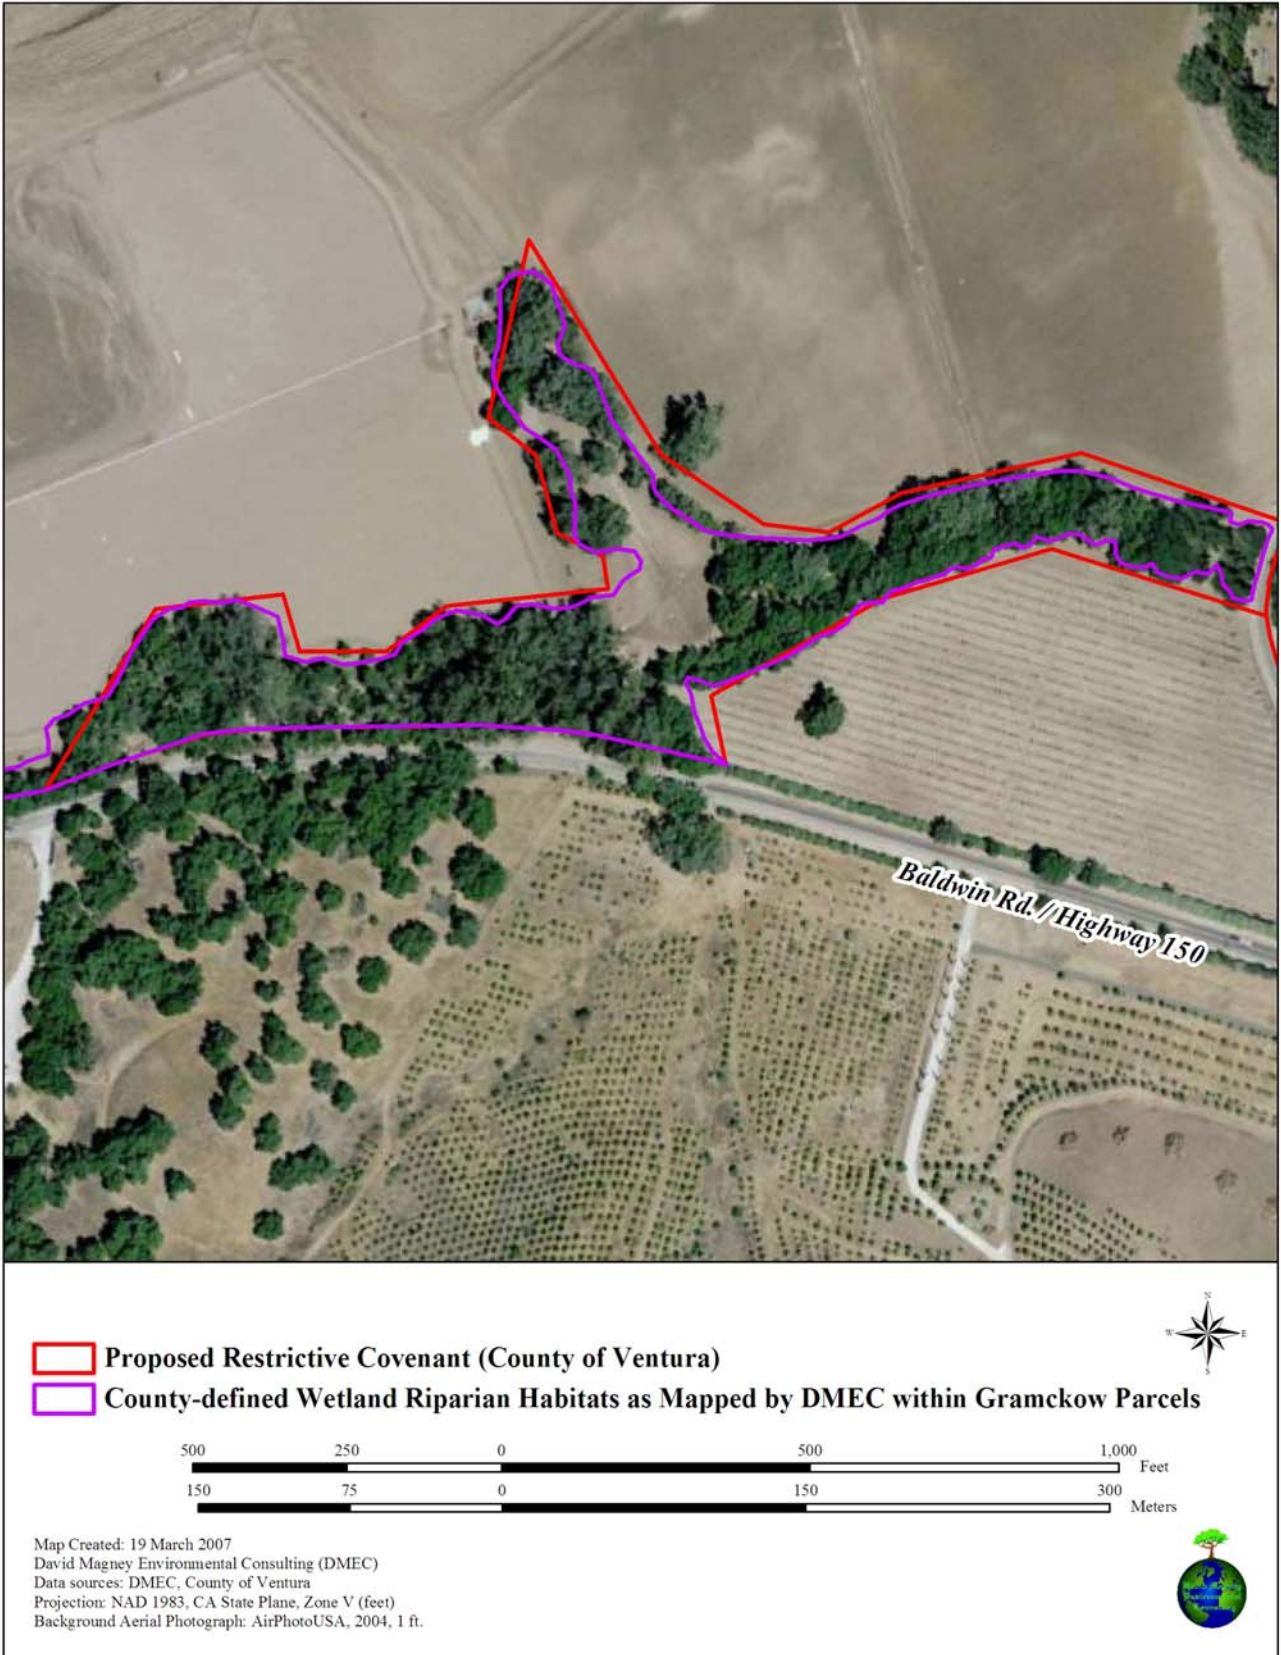 Baldwin Rd. / Highway 150
N
W E
S
Proposed Restrictive Covenant (County of Ventura)
County-defined Wetland Riparian Habitats as Mapped by DMEC within Gramckow Parcels
500 250 0 500 1,000
Feet
150 75 0 150 300
Meters
Map Created: 19 March 2007
David Magney Environmental Consulting (DMEC)
Data sources: DMEC, County of Ventura
Projection: NAD 1983, CA State Plane, Zone V (feet)
Background Aerial Photograph: AirPhotoUSA, 2004, 1 ft.